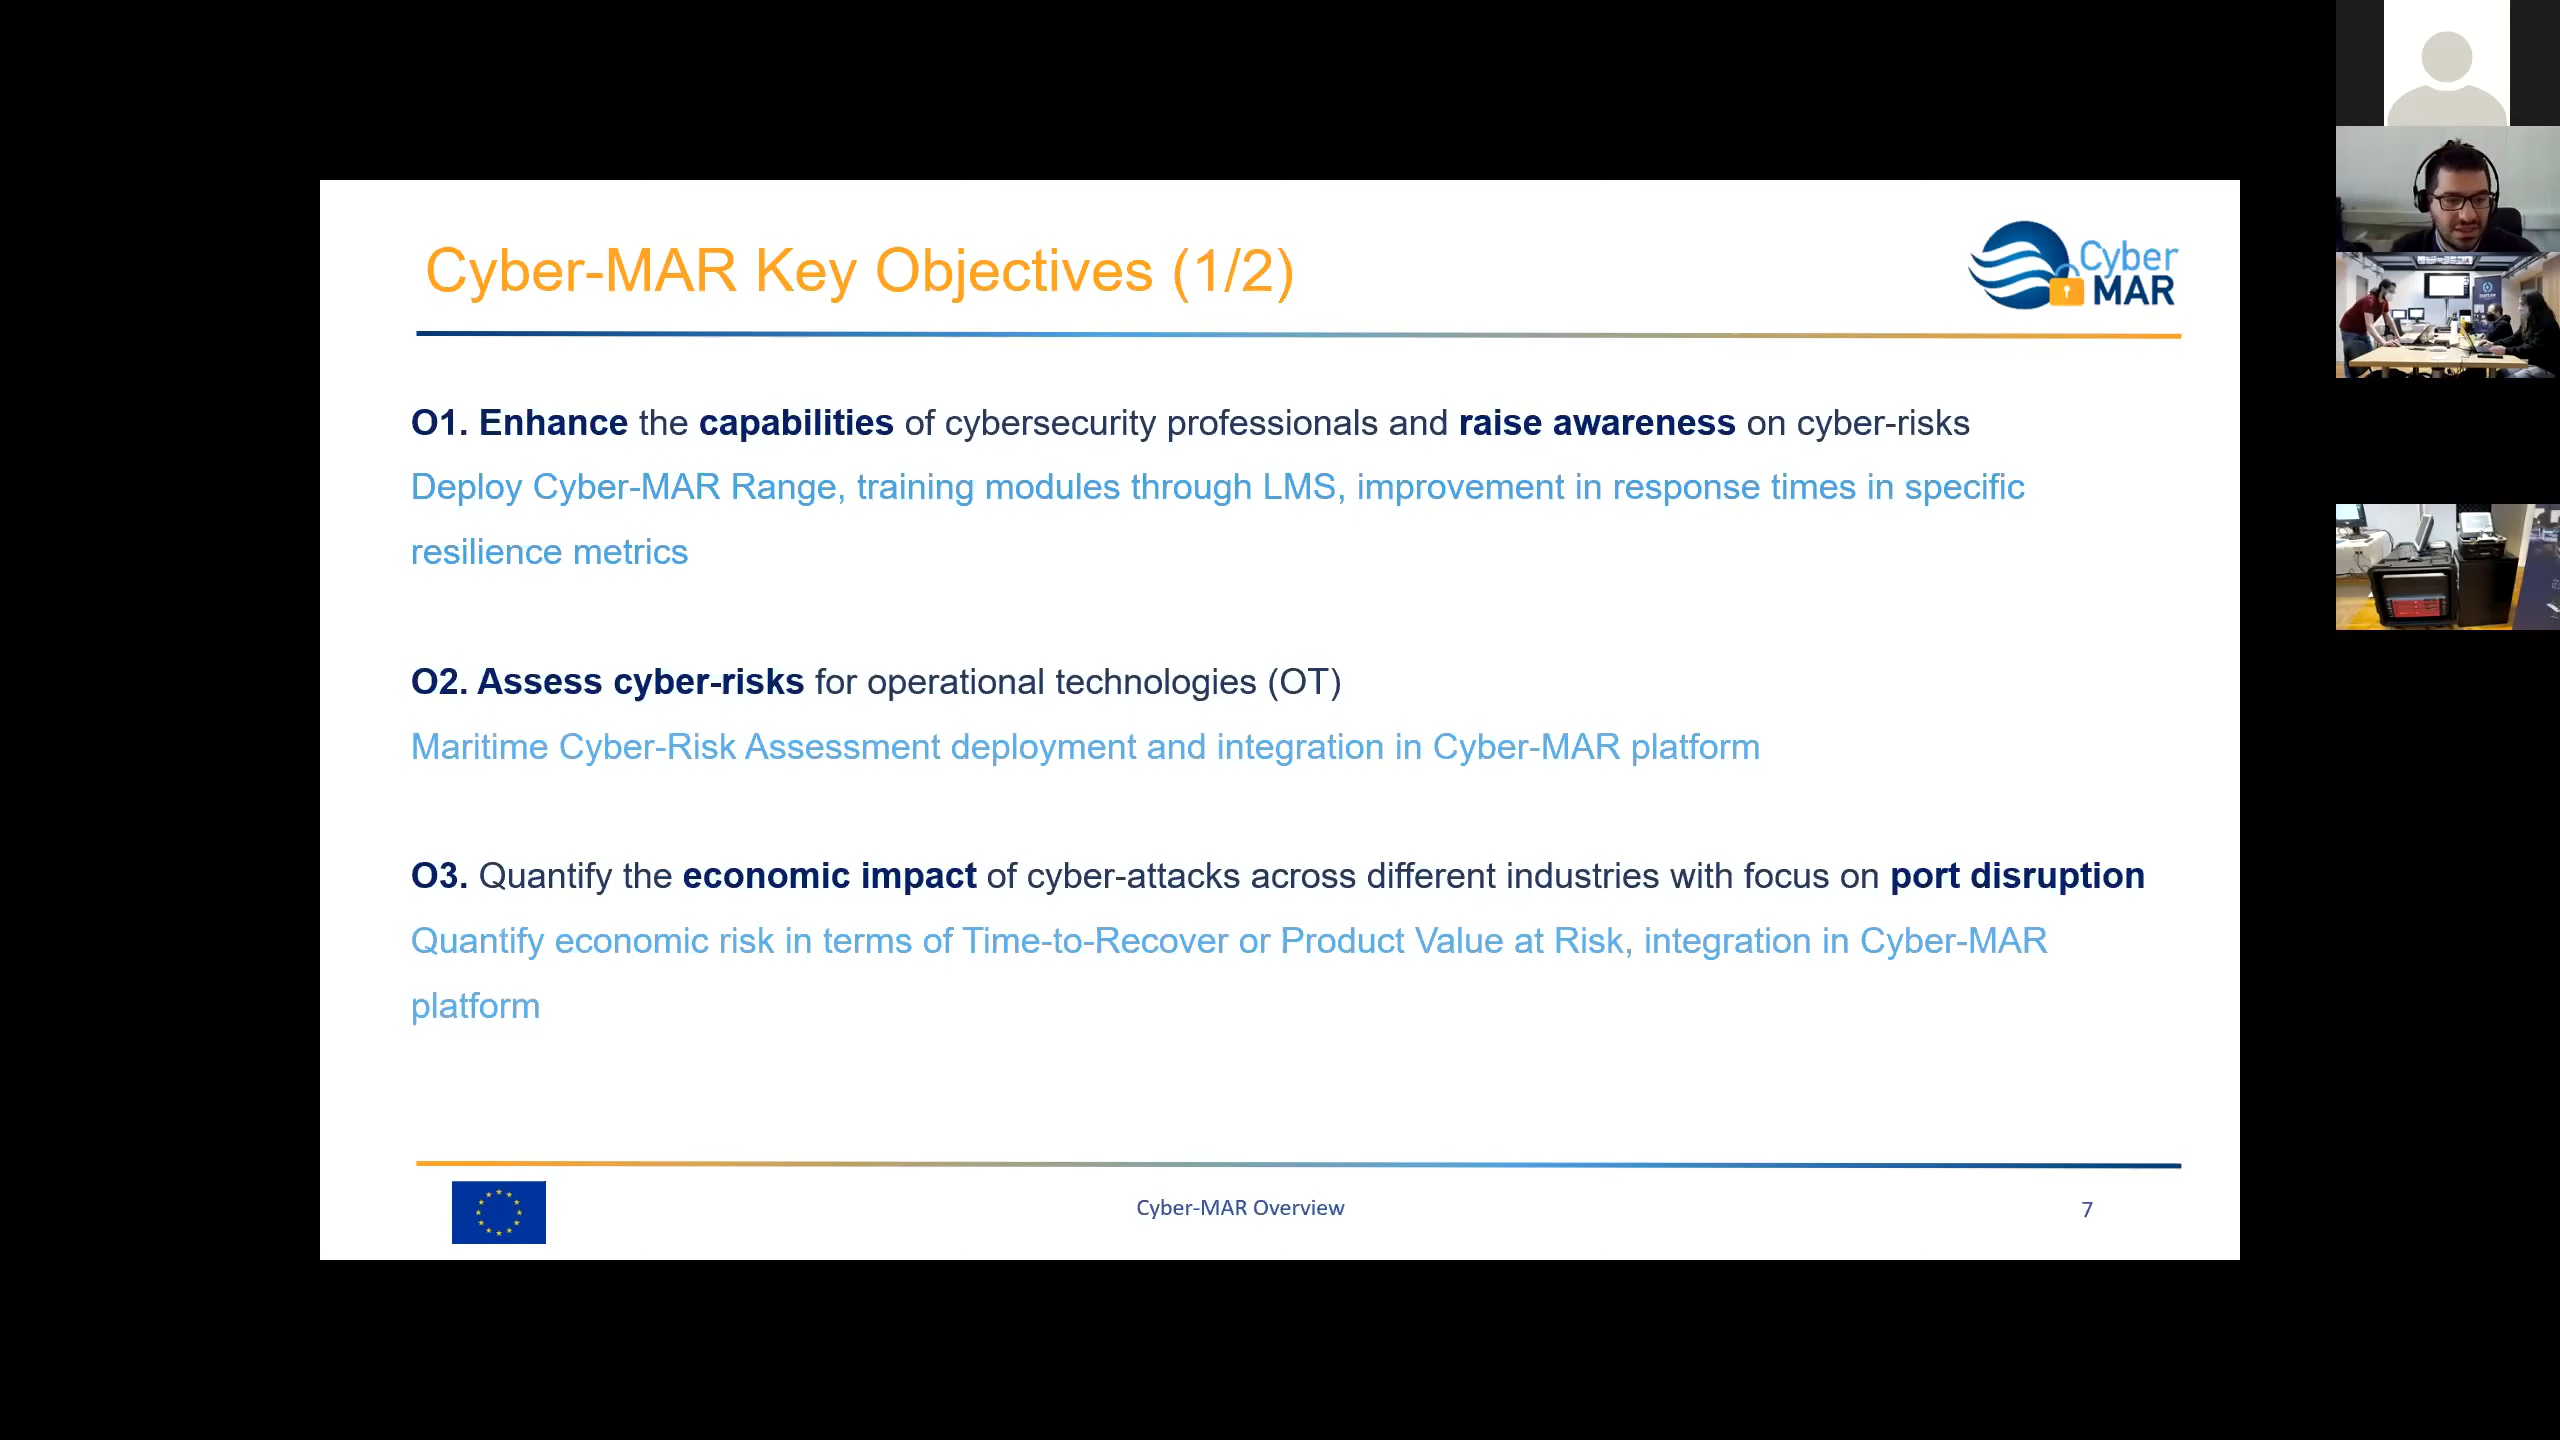 Cyber-MAR Key Objectives (1/2)
Cyber
MAR
O1. Enhance the capabilities of cybersecurity professionals and raise awareness on cyber-risks
Deploy Cyber-MAR Range, training modules through LMS, improvement in response times in specific
resilience metrics
O2. Assess cyber-risks for operational technologies (OT)
Maritime Cyber-Risk Assessment deployment and integration in Cyber-MAR platform
O3. Quantify the economic impact of cyber-attacks across different industries with focus on port disruption
Quantify economic risk in terms of Time-to-Recover or Product Value at Risk, integration in Cyber-MAR
platform
Cyber-MAR Overview
7